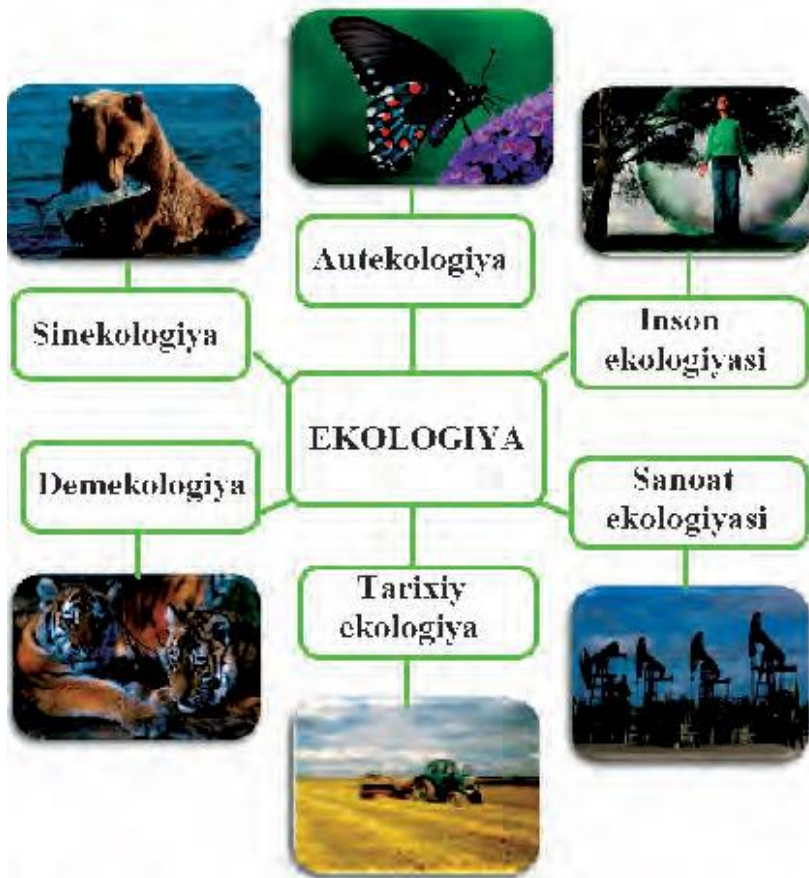 Autekologiya
Sinekologiya
Inson
ekologiyasi
EKOLOGIYA
Demekologiya
Sanoat
ekologiyasi
Tarixiy
ekologiya